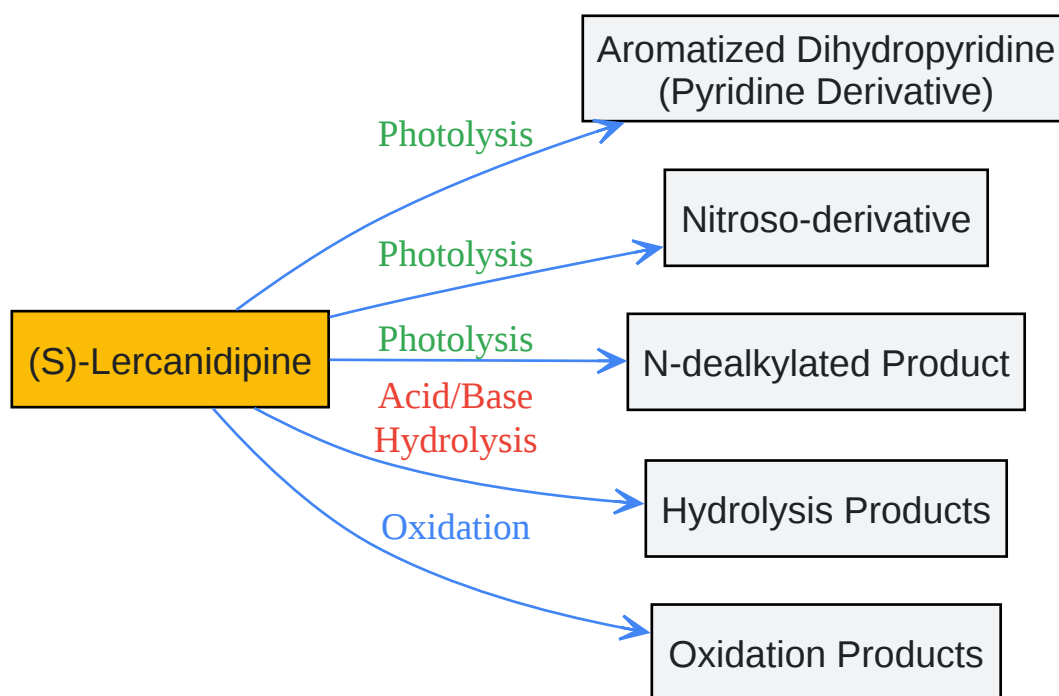 Aromatized Dihydropyridine
(Pyridine Derivative)
Photolysis
Nitroso-derivative
Photolysis
(S)-Lercanidipine
Photolysis
N-dealkylated Product
Acid/Base
Hydrolysis
Hydrolysis Products
Oxidation
Oxidation Products